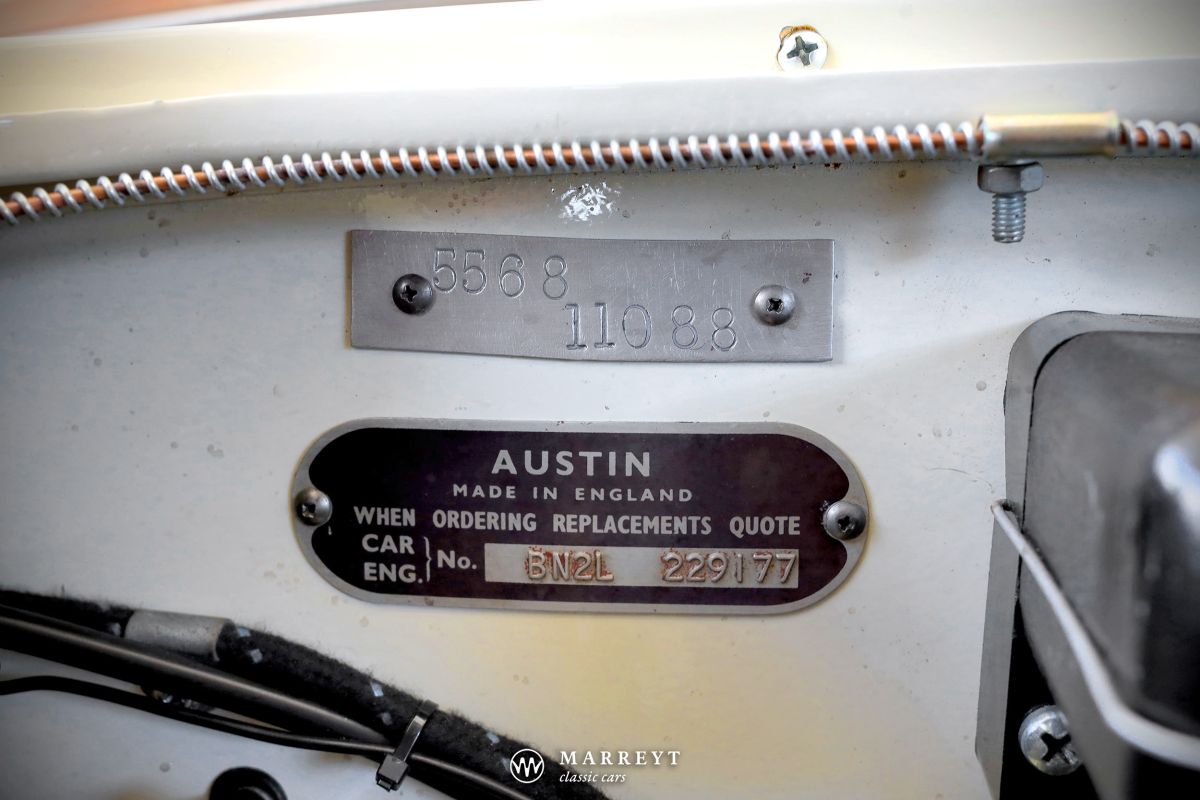 5568
11088
AUSTIN
MADE IN ENGLAND
WHEN ORDERING REPLACEMENTS QUOTE
CAR
ENG. } No. BN2L 229177
MARREYT
classic cars